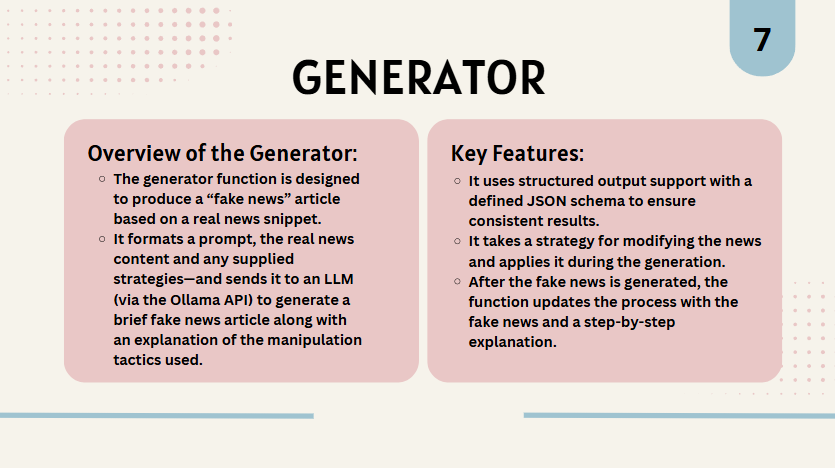 7
GENERATOR
Overview of the Generator:
○ The generator function is designed
to produce a “fake news” article
based on a real news snippet.
○ It formats a prompt, the real news
content and any supplied
strategies—and sends it to an LLM
(via the Ollama API) to generate a
brief fake news article along with
an explanation of the manipulation
tactics used.
Key Features:
○ It uses structured output support with a
defined JSON schema to ensure
consistent results.
○ It takes a strategy for modifying the news
and applies it during the generation.
○ After the fake news is generated, the
function updates the process with the
fake news and a step-by-step
explanation.